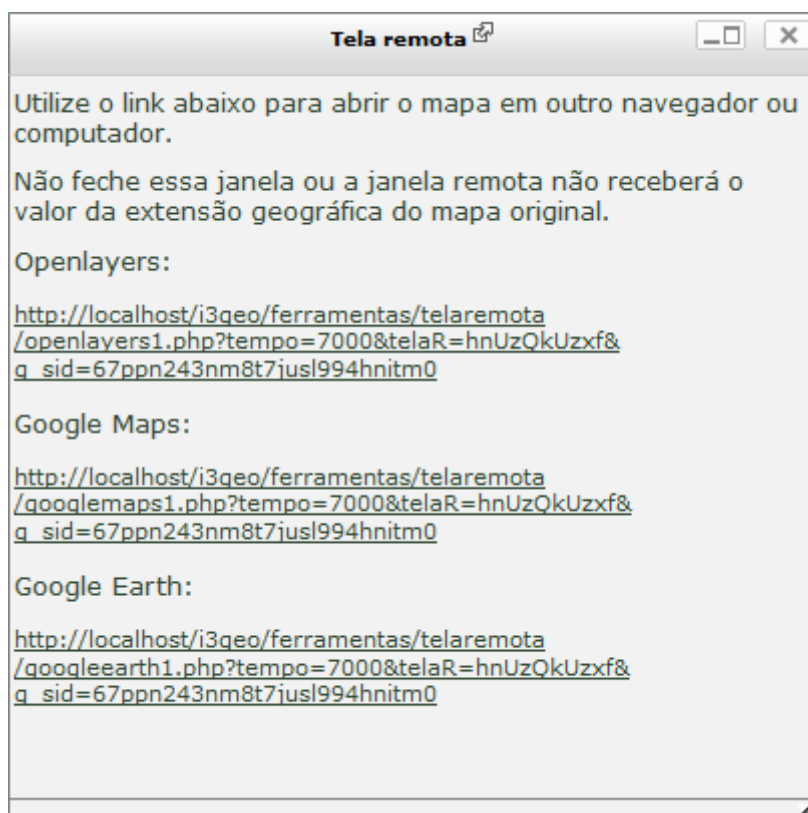 Tela remota
Utilize o link abaixo para abrir o mapa em outro navegador ou
computador.
Não feche essa janela ou a janela remota não receberá o
valor da extensão geográfica do mapa original.
Openlayers:
http://localhost/i3geo/ferramentas/telaremota
/openlayers1.php?tempo=7000&telaR=hnUzQkUzxf&
g_sid=67ppn243nm8t7jusl994hnitm0
Google Maps:
http://localhost/i3geo/ferramentas/telaremota
/googlemaps1.php?tempo=7000&telaR=hnUzQkUzxf&
g_sid=67ppn243nm8t7jusl994hnitm0
Google Earth:
http://localhost/i3geo/ferramentas/telaremota
/googleearth1.php?tempo=7000&telaR=hnUzQkUzxf&
g_sid=67ppn243nm8t7jusl994hnitm0